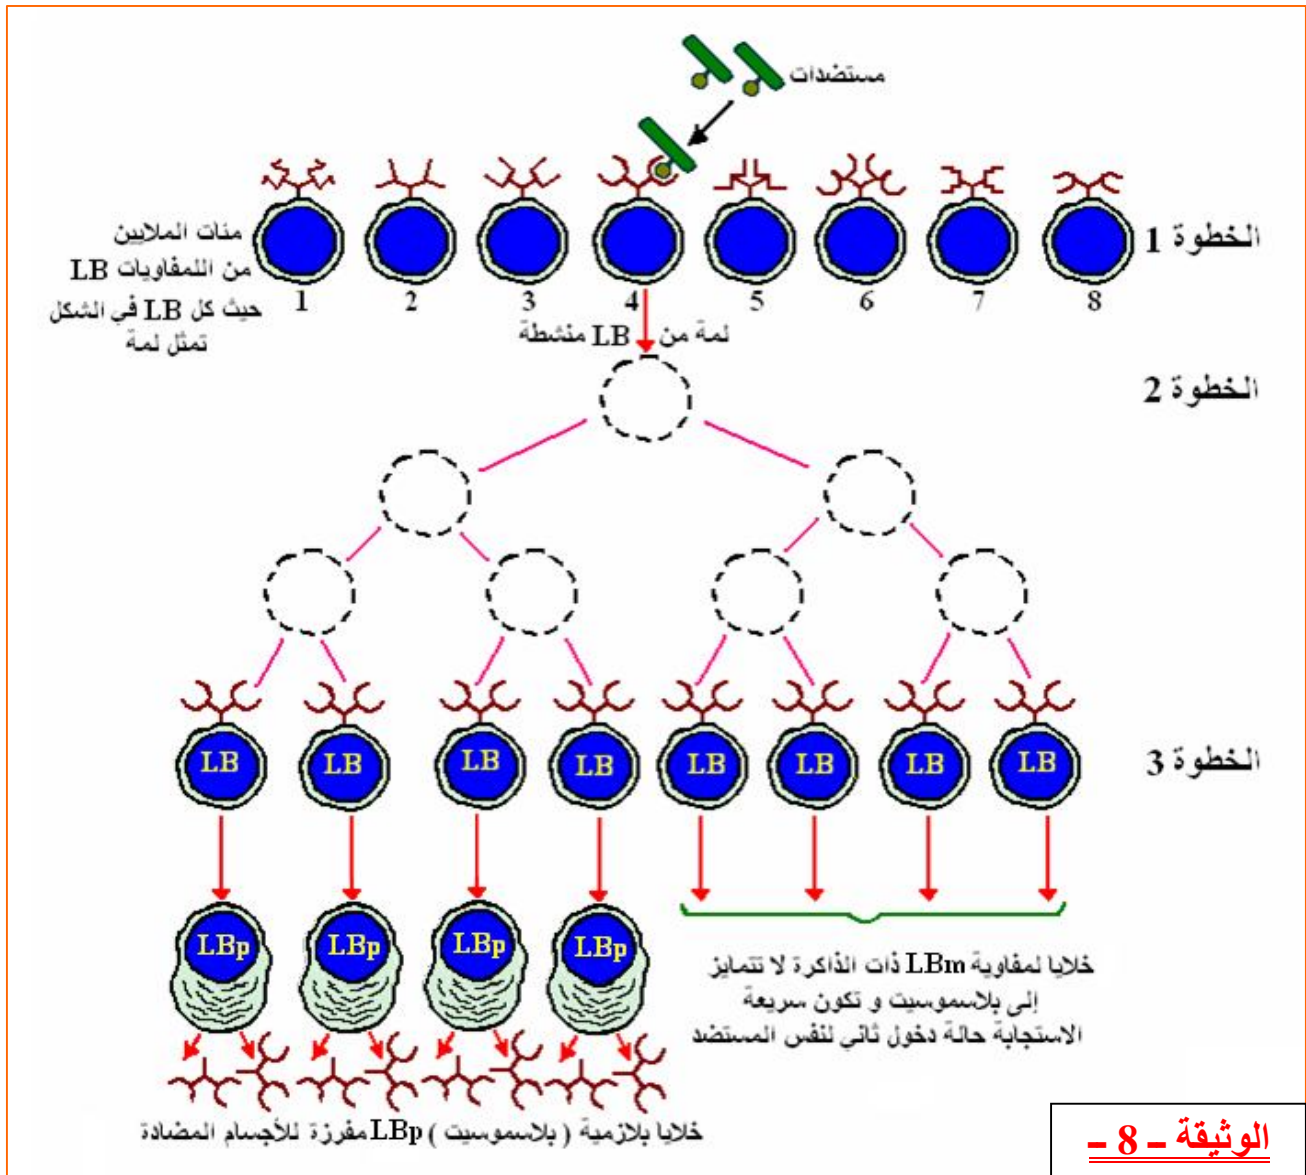 مستضدات
الخطوة 1
مئات الملايين
من اللمفاويات LB
حيث كل LB في الشكل
تمثل لمة
1 2 3 4 5 6 7 8
لمة من LB منشطة
الخطوة 2
الخطوة 3
LB LB LB LB LB LB LB LB
LBp LBp LBp LBp
خلايا لمفاوية LBm ذات الذاكرة لا تتمايز
إلى بلاسموسيت و تكون سريعة
الاستجابة حالة دخول ثاني لنفس المستضد
خلايا بلازمية ( بلاسموسيت ) LBp مفرزة للأجسام المضادة
الوثيقة ـ 8 ـ